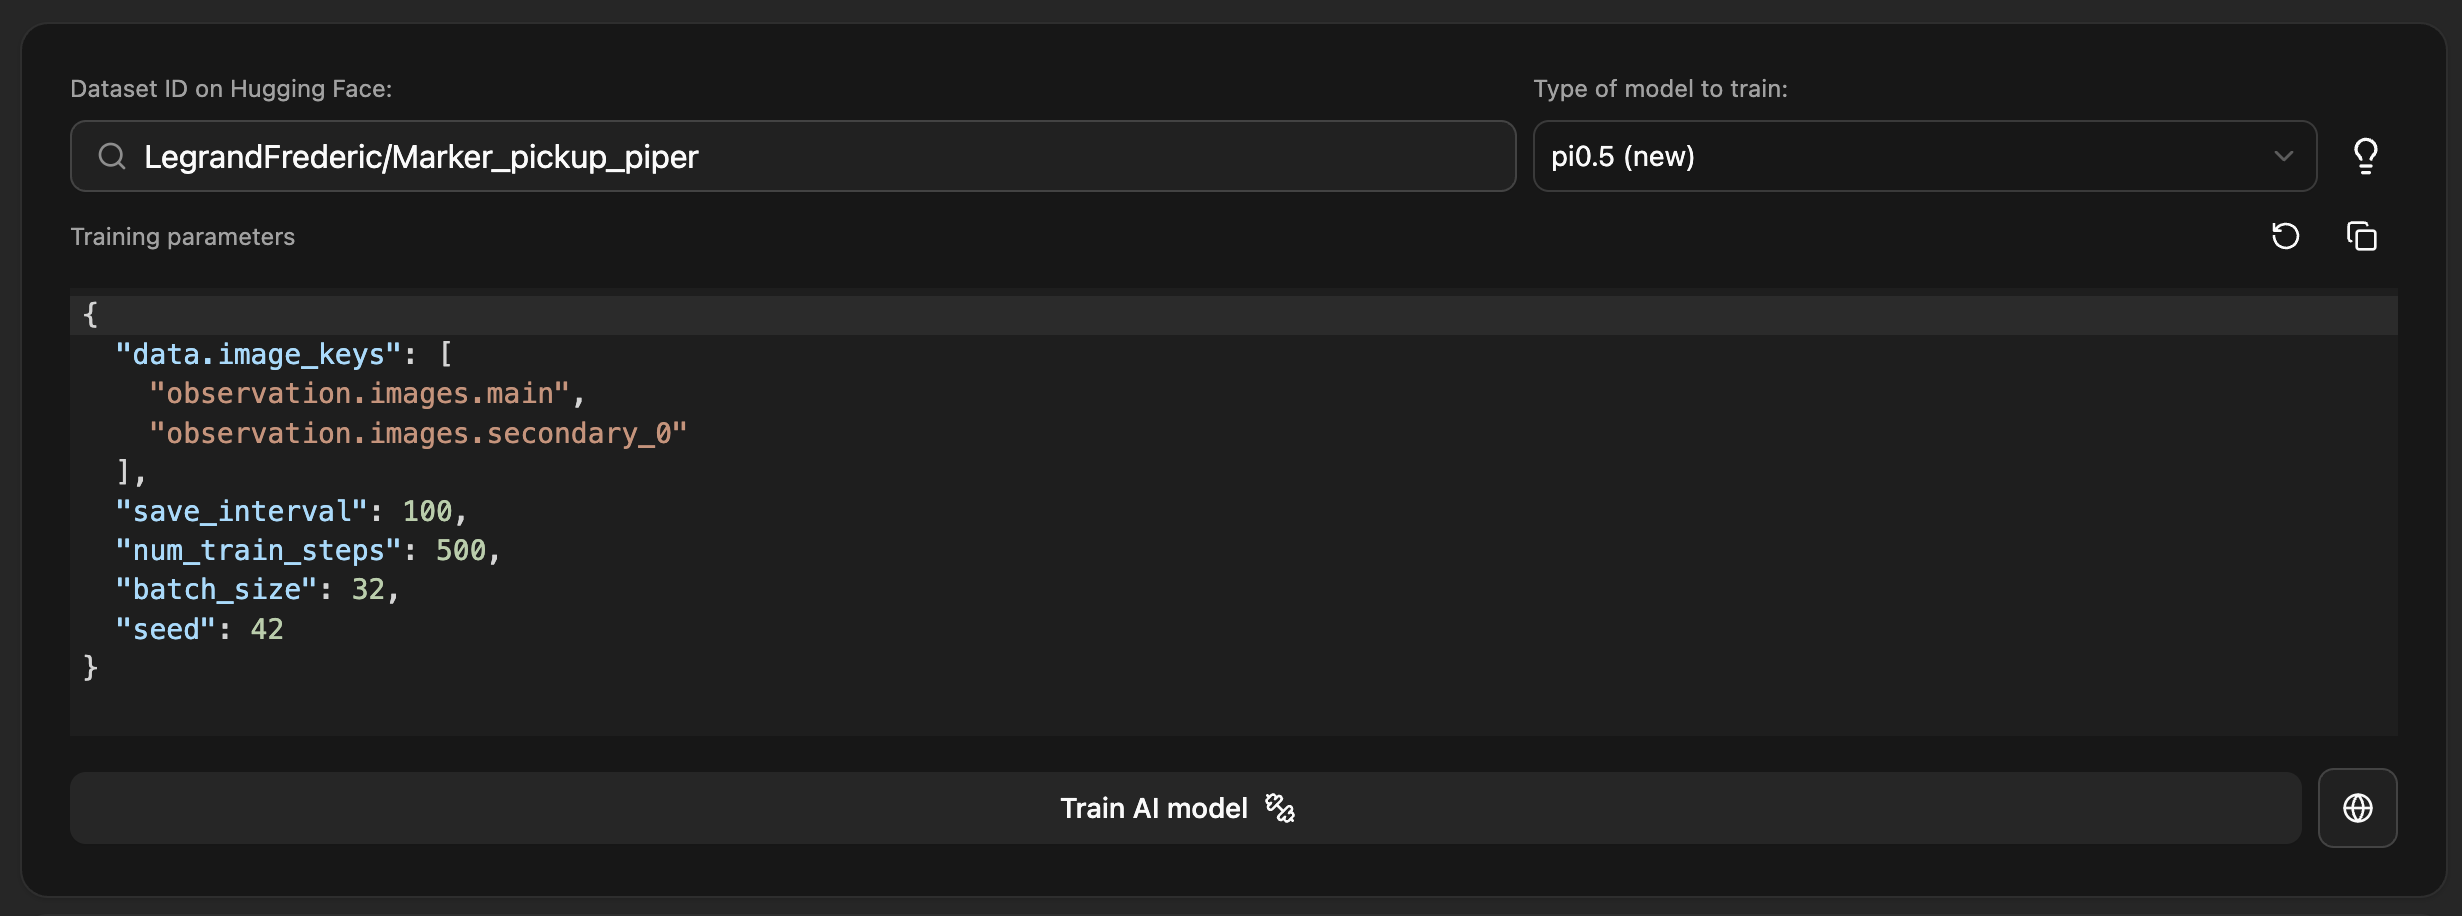 Dataset ID on Hugging Face:
Type of model to train:
LegrandFrederic/Marker_pickup_piper
pi0.5 (new)
Training parameters
{
  "data.image_keys": [
    "observation.images.main",
    "observation.images.secondary_0"
  ],
  "save_interval": 100,
  "num_train_steps": 500,
  "batch_size": 32,
  "seed": 42
}
Train AI model